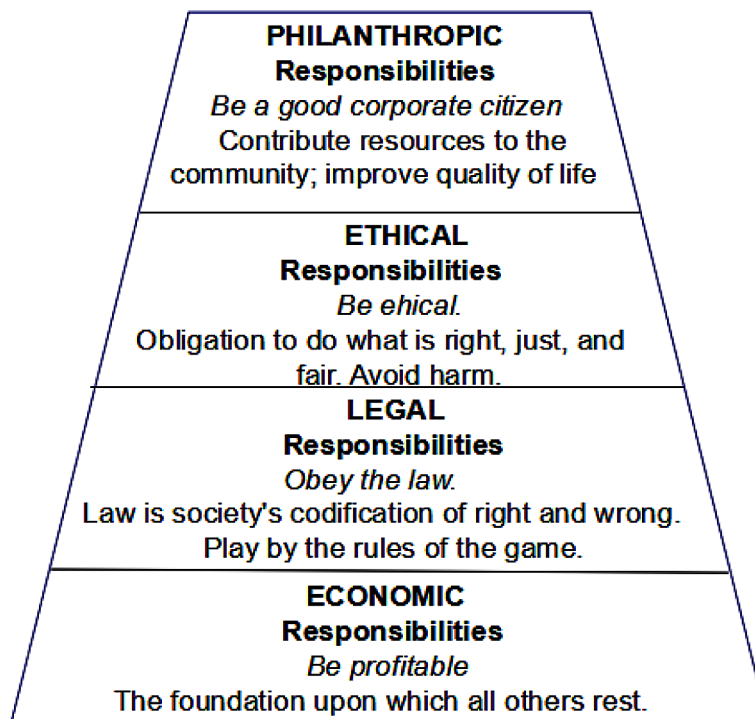 PHILANTHROPIC
Responsibilities
Be a good corporate citizen
Contribute resources to the
community; improve quality of life
ETHICAL
Responsibilities
Be ehical.
Obligation to do what is right, just, and
fair. Avoid harm.
LEGAL
Responsibilities
Obey the law.
Law is society's codification of right and wrong.
Play by the rules of the game.
ECONOMIC
Responsibilities
Be profitable
The foundation upon which all others rest.